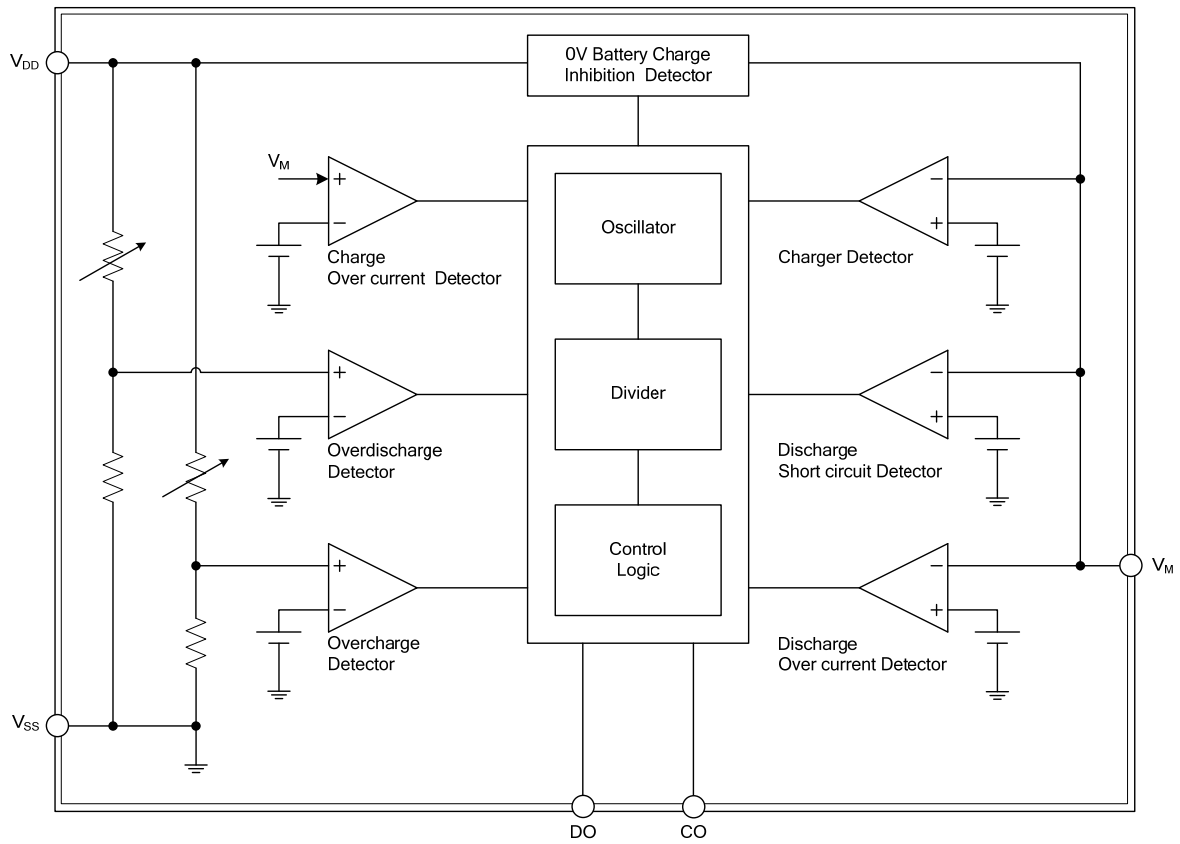 0V Battery Charge
Inhibition Detector
VDD
VM
+
−
Charge
Over current Detector
Oscillator
−
+
Charger Detector
+
−
Overdischarge
Detector
Divider
−
+
Discharge
Short circuit Detector
+
−
Overcharge
Detector
Control
Logic
−
+
Discharge
Over current Detector
VM
VSS
DO
CO